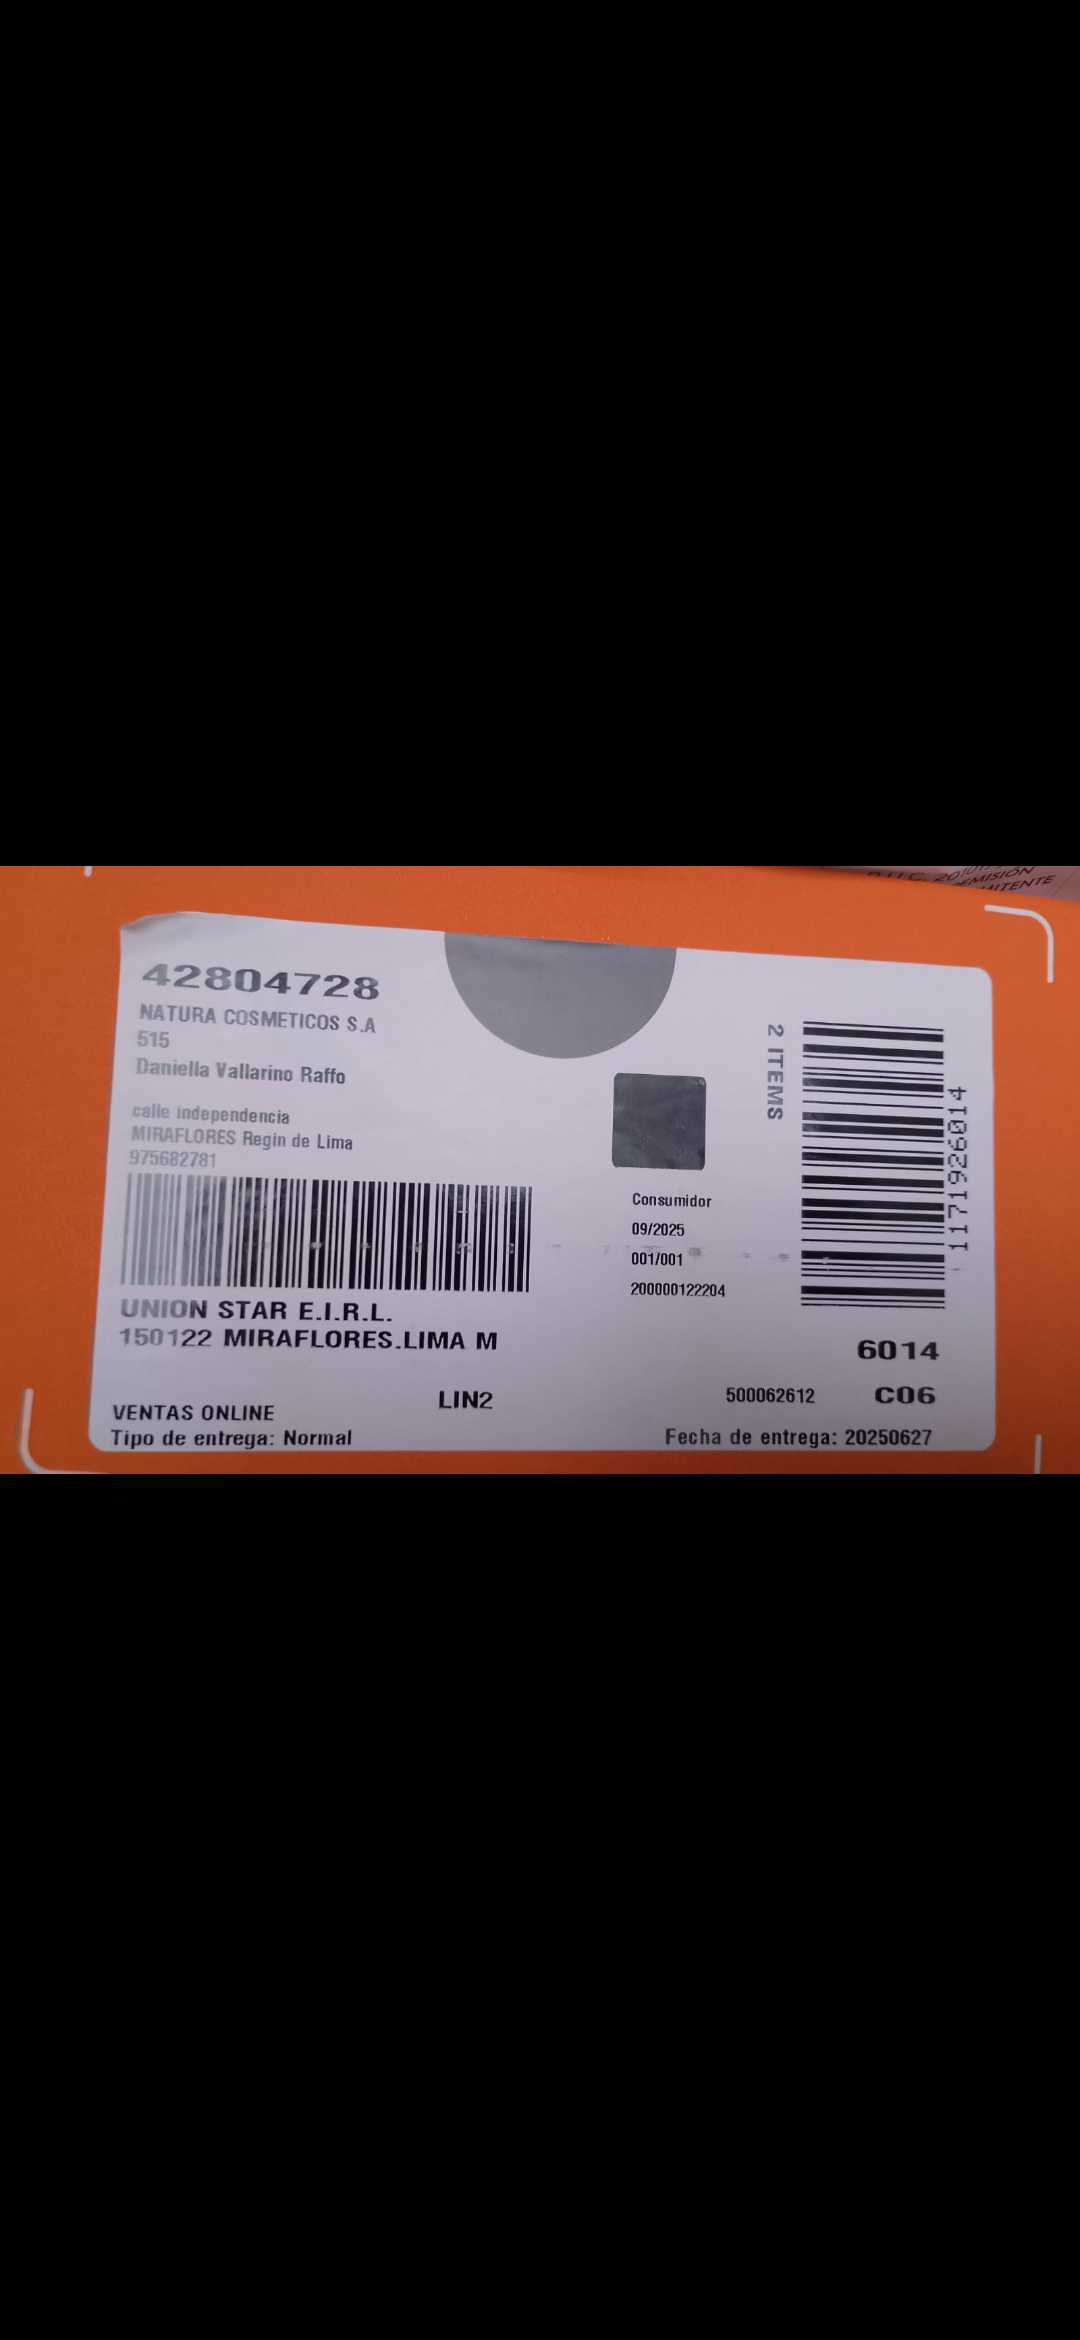 EMISIÓN
42804728
NATURA COSMETICOS S.A
515
Daniella Vallarino Raffo
calle independencia
MIRAFLORES Regin de Lima
975682781
2 ITEMS
1171926014
Consumidor
09/2025
001/001
200000122204
UNION STAR E.I.R.L.
150122 MIRAFLORES.LIMA M
6014
LIN2
500062612
C06
VENTAS ONLINE
Tipo de entrega: Normal
Fecha de entrega: 20250627